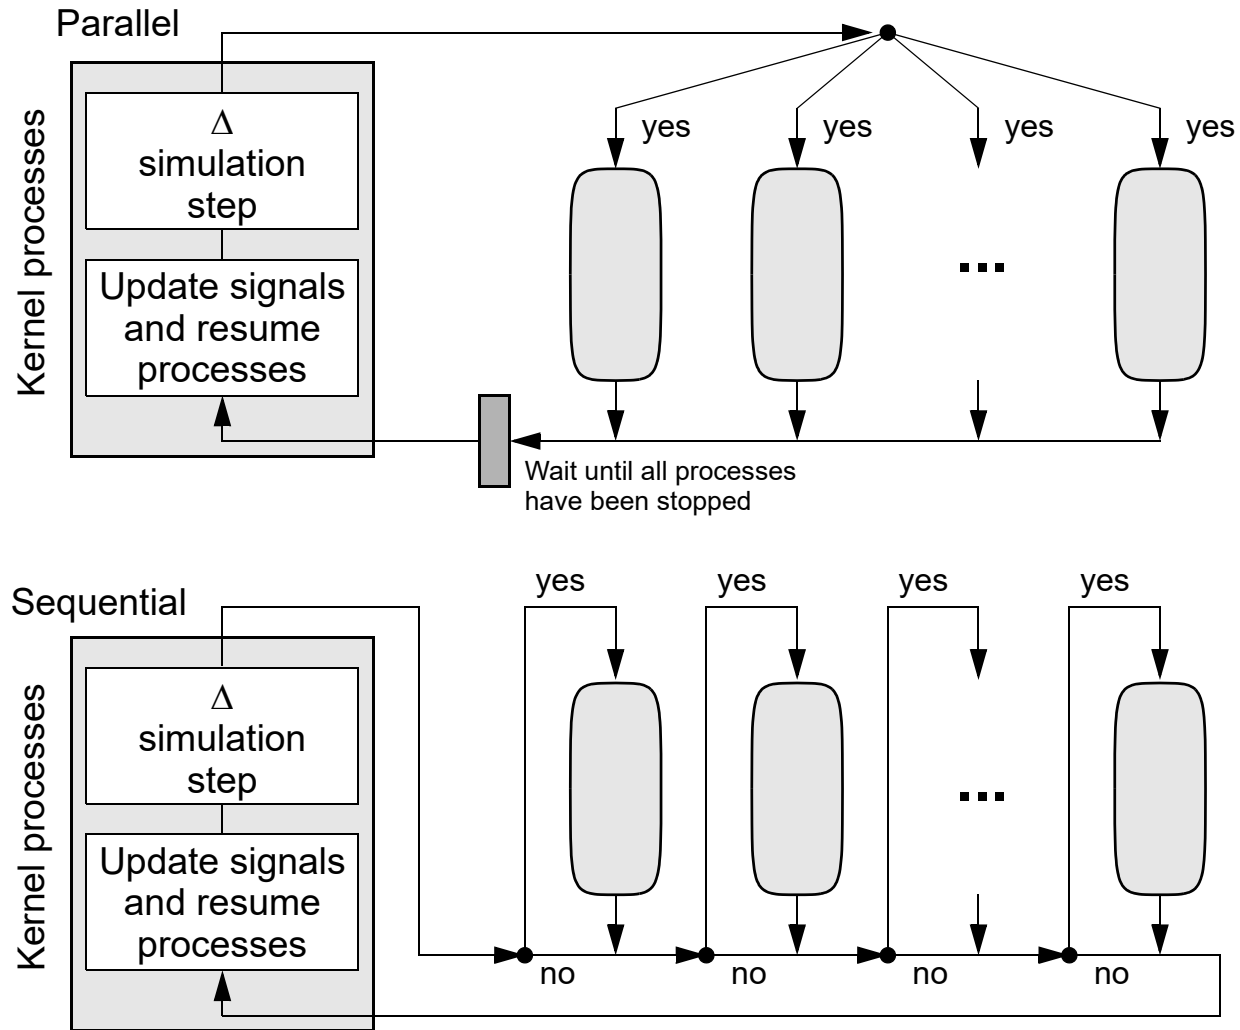 Parallel
Kernel processes
Δ
simulation
step
Update signals
and resume
processes
yes
yes
yes
yes
...
Wait until all processes
have been stopped
Sequential
Kernel processes
Δ
simulation
step
Update signals
and resume
processes
yes
yes
yes
yes
...
no
no
no
no